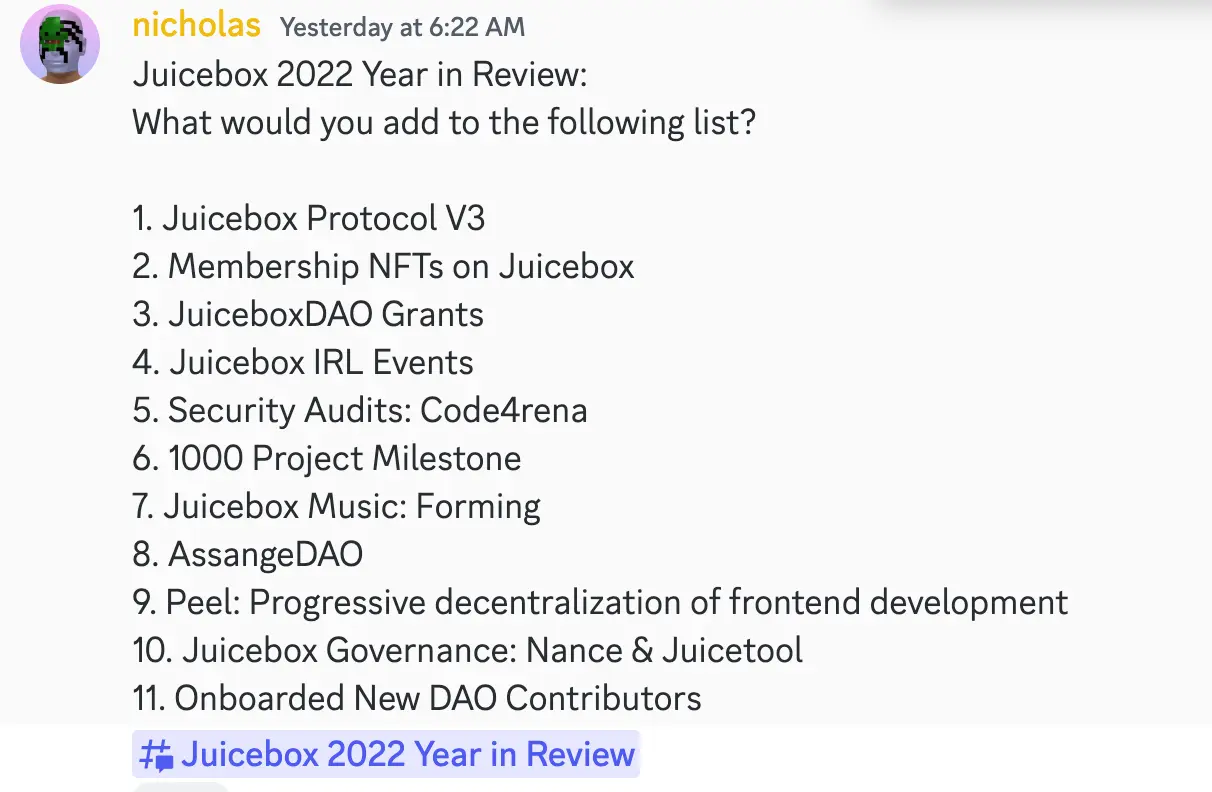 nicholas Yesterday at 6:22 AM
Juicebox 2022 Year in Review:
What would you add to the following list?
1. Juicebox Protocol V3
2. Membership NFTs on Juicebox
3. JuiceboxDAO Grants
4. Juicebox IRL Events
5. Security Audits: Code4rena
6. 1000 Project Milestone
7. Juicebox Music: Forming
8. AssangeDAO
9. Peel: Progressive decentralization of frontend development
10. Juicebox Governance: Nance & Juicetool
11. Onboarded New DAO Contributors
Juicebox 2022 Year in Review